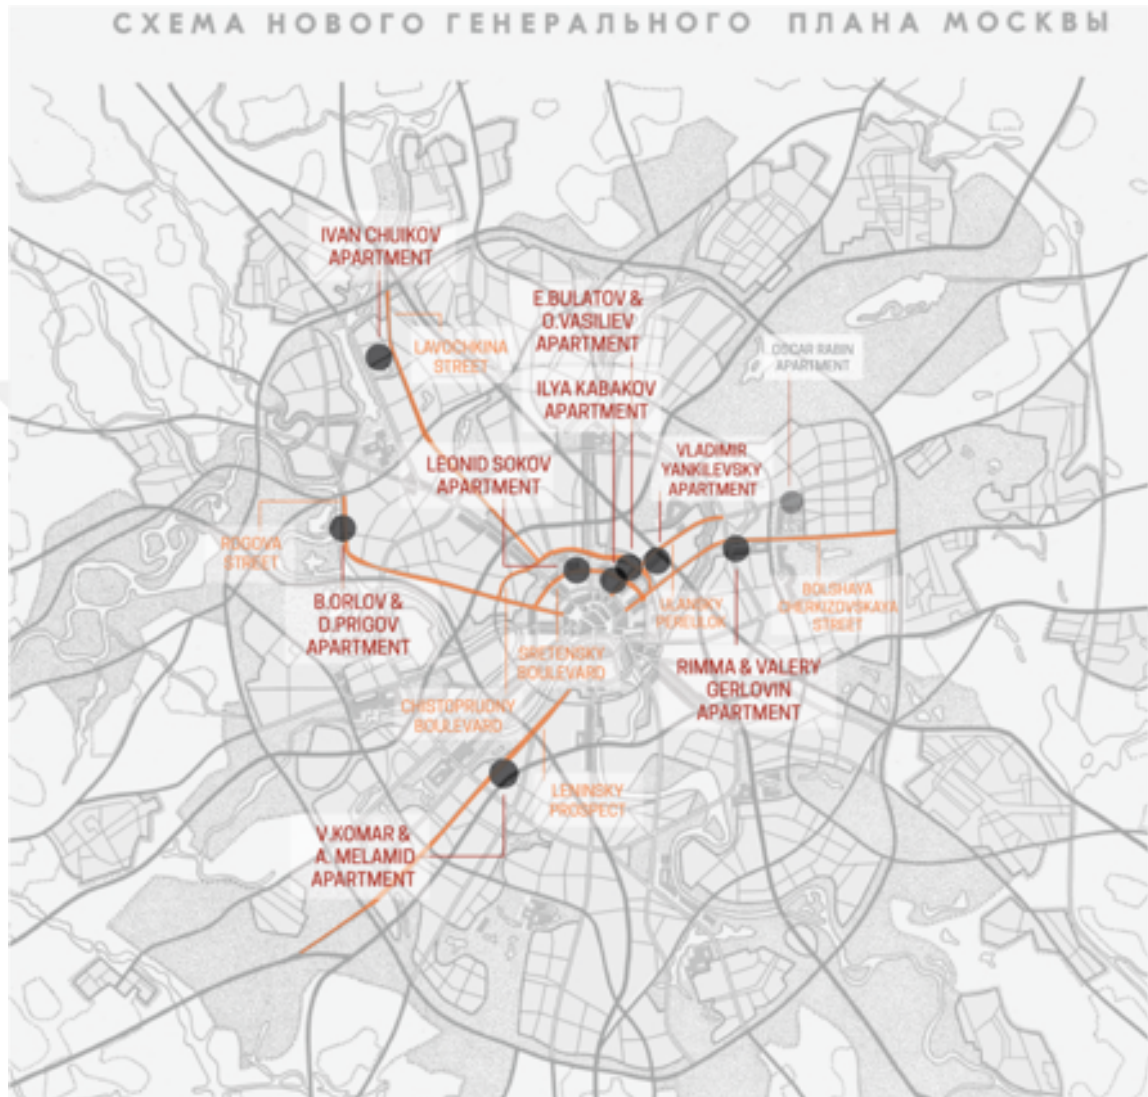 СХЕМА НОВОГО ГЕНЕРАЛЬНОГО ПЛАНА МОСКВЫ
IVAN CHUIKOV
APARTMENT
E.BULATOV &
O.VASILIEV
APARTMENT
LAVOCHKINA
STREET
OSCAR RABIN
APARTMENT
ILYA KABAKOV
APARTMENT
VLADIMIR
YANKILEVSKY
APARTMENT
LEONID SOKOV
APARTMENT
ROGOVA
STREET
B.ORLOV &
D.PRIGOV
APARTMENT
ULANSKY
PEREULOK
BOLSHAYA
CHERKIZOVSKAYA
STREET
SRETENSKY
BOULEVARD
RIMMA & VALERY
GERLOVIN
APARTMENT
CHISTOPRUDNY
BOULEVARD
LENINSKY
PROSPECT
V.KOMAR &
A. MELAMID
APARTMENT